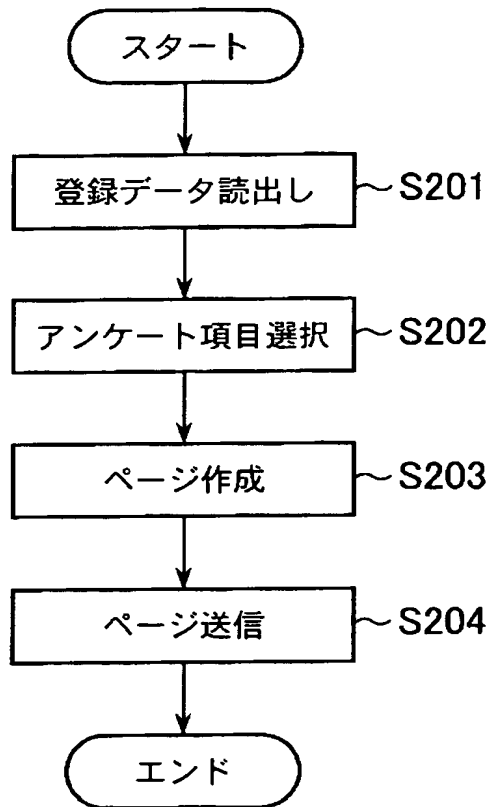 スタート
登録データ読出し
S201
アンケート項目選択
S202
ページ作成
S203
ページ送信
S204
エンド